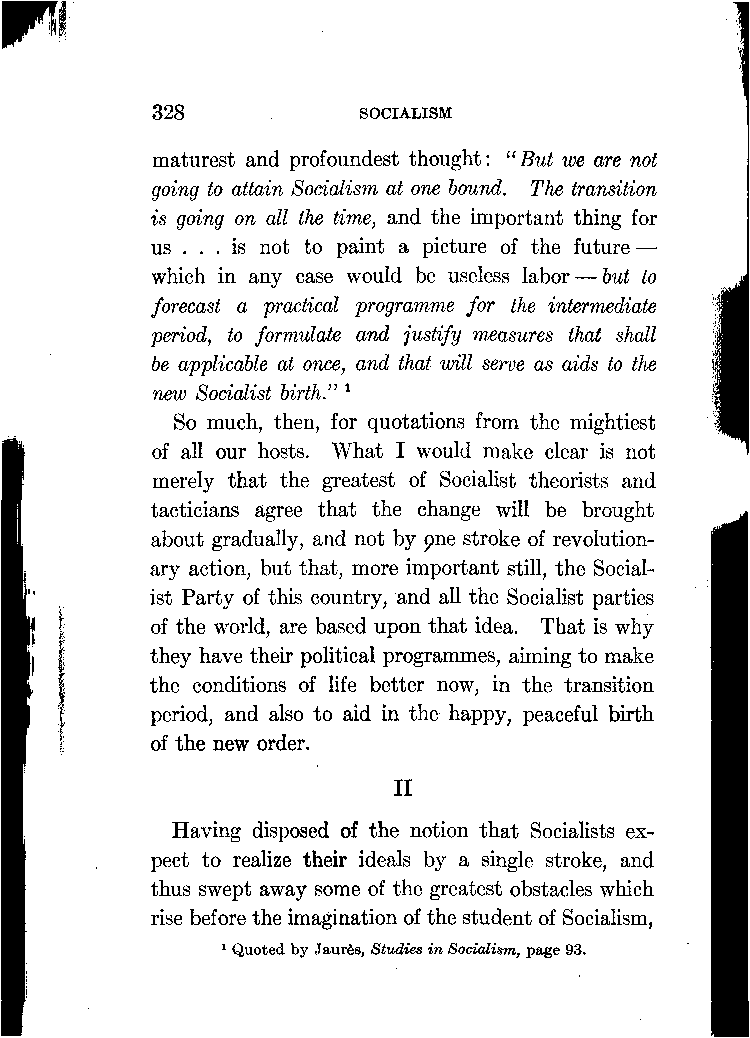 328 SOCIALISM
maturest and profoundest thought: "But we are not
going to attain Socialism at one bound. The transition
is going on all the time, and the important thing for
us . . . is not to paint a picture of the future —
which in any case would be useless labor — but to
forecast a practical programme for the intermediate
period, to formulate and justify measures that shall
be applicable at once, and that will serve as aids to the
new Socialist birth." ¹
So much, then, for quotations from the mightiest
of all our hosts. What I would make clear is not
merely that the greatest of Socialist theorists and
tacticians agree that the change will be brought
about gradually, and not by one stroke of revolution-
ary action, but that, more important still, the Social-
ist Party of this country, and all the Socialist parties
of the world, are based upon that idea. That is why
they have their political programmes, aiming to make
the conditions of life better now, in the transition
period, and also to aid in the happy, peaceful birth
of the new order.
II
Having disposed of the notion that Socialists ex-
pect to realize their ideals by a single stroke, and
thus swept away some of the greatest obstacles which
rise before the imagination of the student of Socialism,
¹ Quoted by Jaurès, Studies in Socialism, page 93.